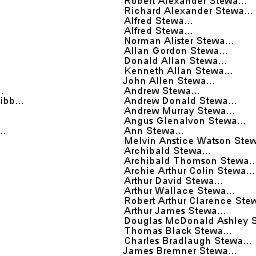 Robert Alexander Stewa...
Richard Alexander Stewa...
Alfred Stewa...
Alfred Stewa...
Norman Alister Stewa...
Allan Gordon Stewa...
Donald Allan Stewa...
Kenneth Allan Stewa...
John Allen Stewa...
Andrew Stewa...
ibb... Andrew Donald Stewa...
Andrew Murray Stewa...
Angus Glenalvon Stewa...
... Ann Stewa...
Melvin Anstice Watson Stew
Archibald Stewa...
Archibald Thomson Stewa..
Archie Arthur Colin Stewa...
Arthur David Stewa...
Arthur Wallace Stewa...
Robert Arthur Clarence Stew
Arthur James Stewa...
Douglas McDonald Ashley S
Thomas Black Stewa...
Charles Bradlaugh Stewa...
James Bremner Stewa...